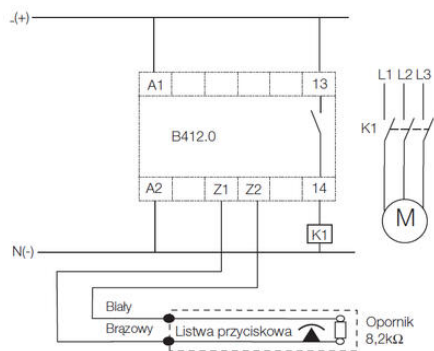 ~(+)
A1
13
L1 L2 L3
K1
B412.0
M
A2
Z1
Z2
14
K1
N(-)
Biały
Brązowy
Listwa przyciskowa
Opornik
8,2kΩ